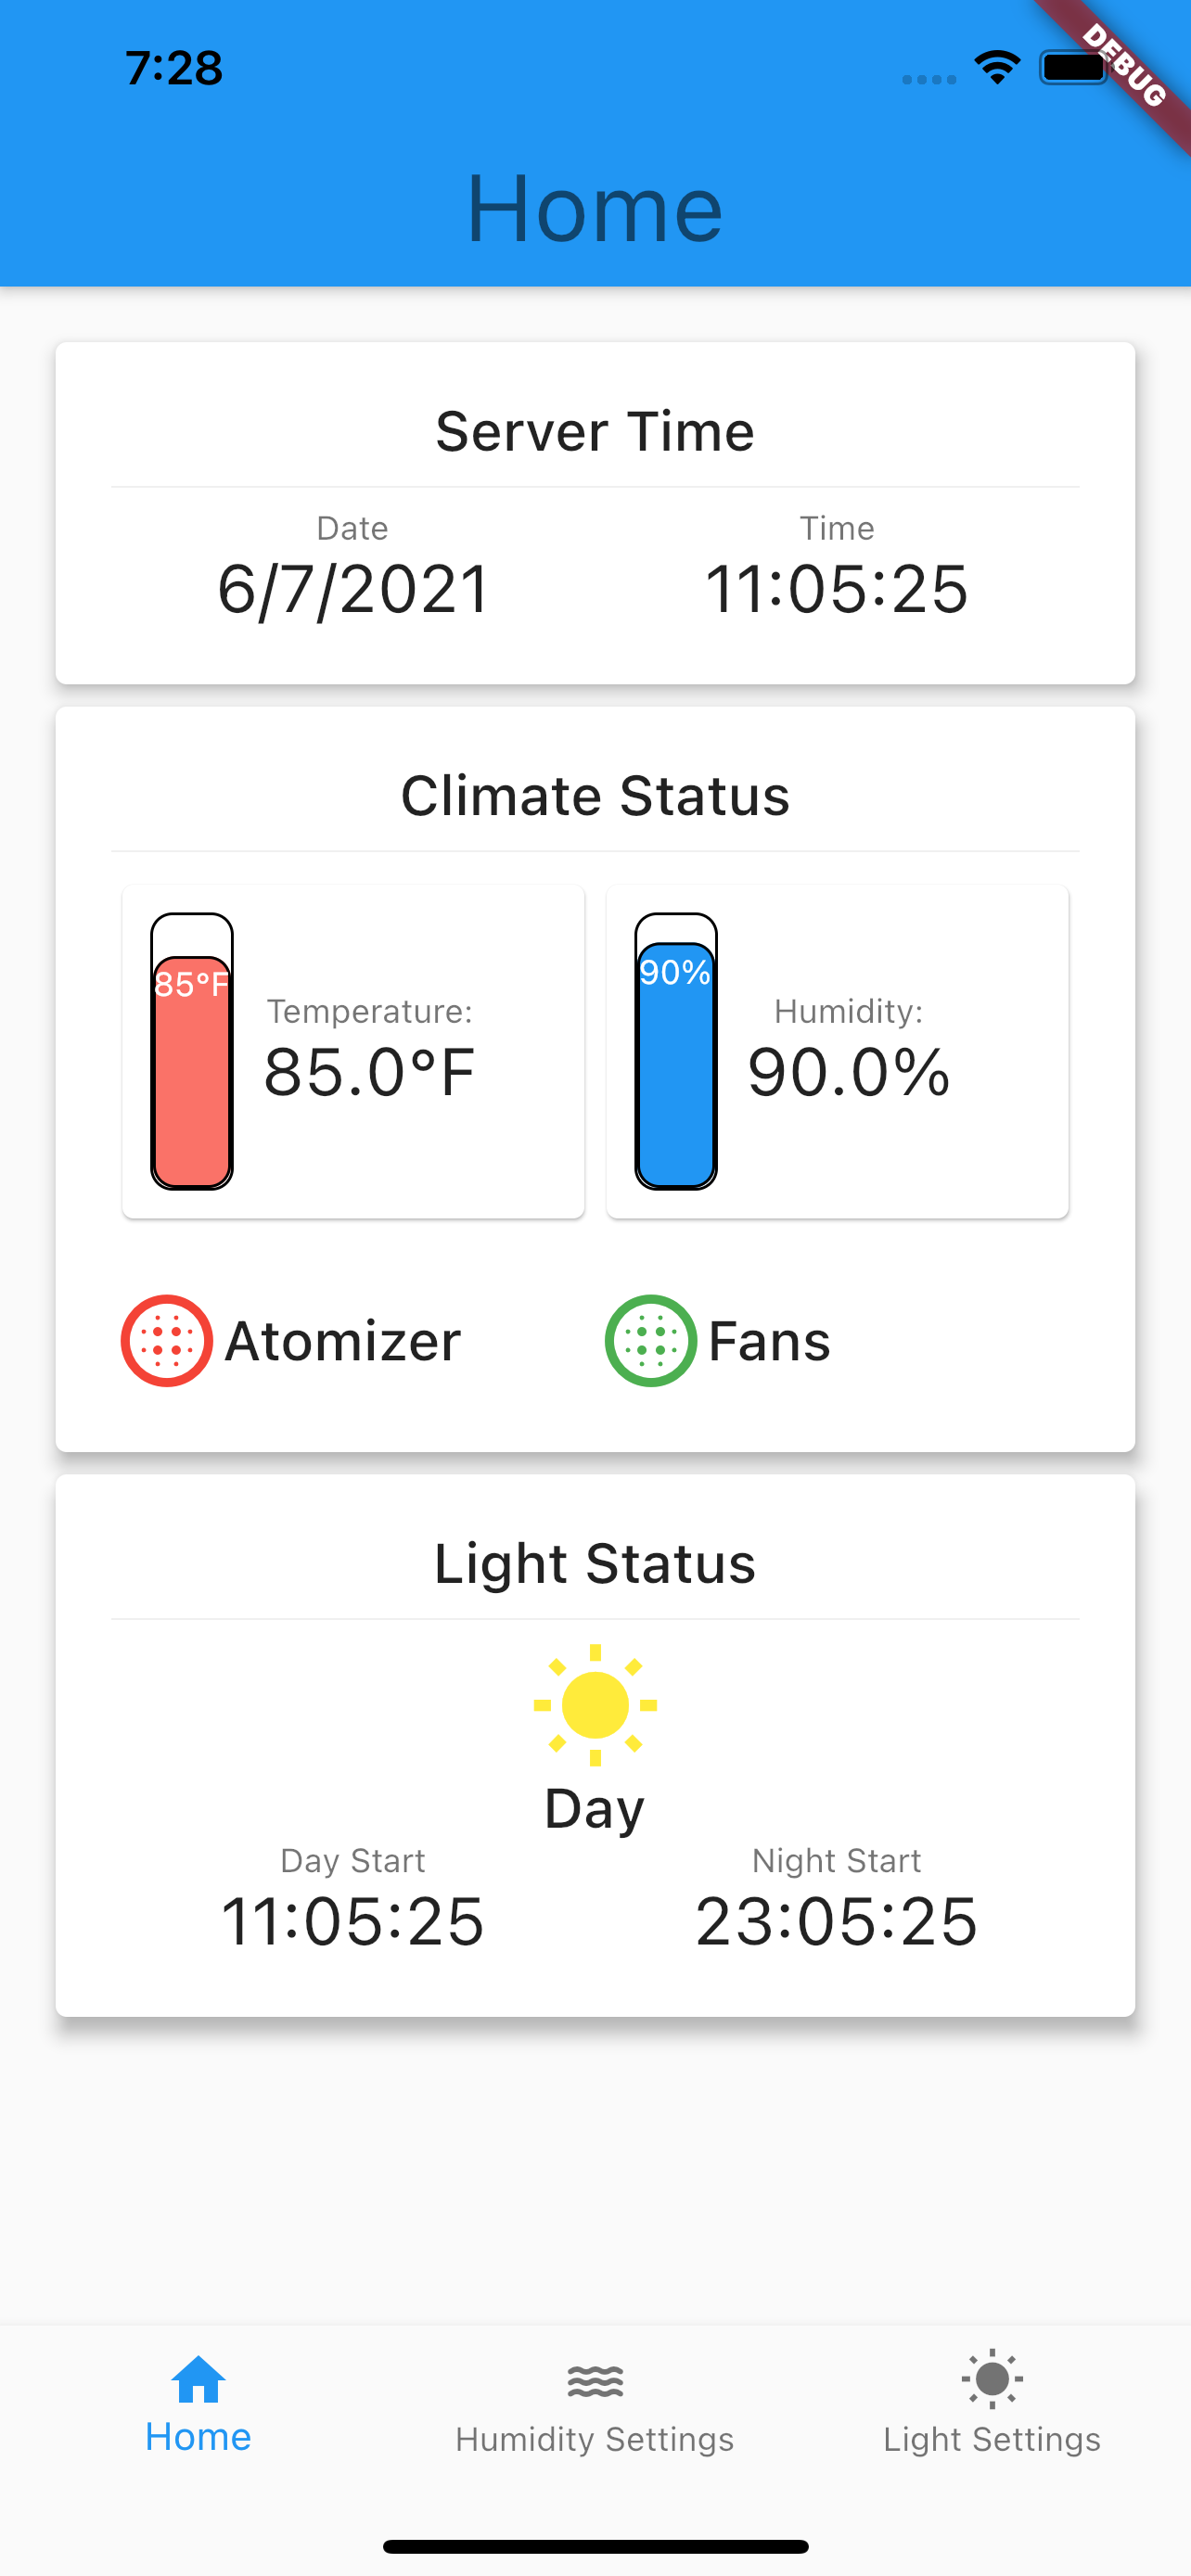 7:28
DEBUG
Home
Server Time
Date Time
6/7/2021 11:05:25
Climate Status
85°F 90%
Temperature: Humidity:
85.0°F 90.0%
Atomizer Fans
Light Status
Day
Day Start Night Start
11:05:25 23:05:25
Home Humidity Settings Light Settings